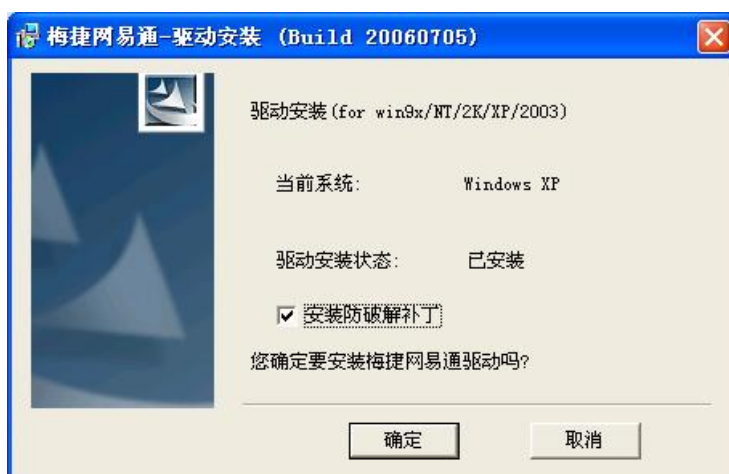 梅捷网易通-驱动安装 (Build 20060705)
驱动安装(for win9x/NT/2K/XP/2003)
当前系统: Windows XP
驱动安装状态: 已安装
安装防破解补丁
您确定要安装梅捷网易通驱动吗?
确定 取消